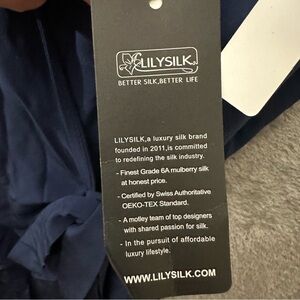 LILYSILK®
BETTER SILK,BETTER LIFE
LILYSILK,a luxury silk brand
founded in 2011,is committed
to redefining the silk industry.
- Finest Grade 6A mulberry silk
at honest price.
- Certified by Swiss Authoritative
OEKO-TEX Standard.
- A motley team of top designers
with shared passion for silk.
- In the pursuit of affordable
luxury lifestyle.
WWW.LILYSILK.COM